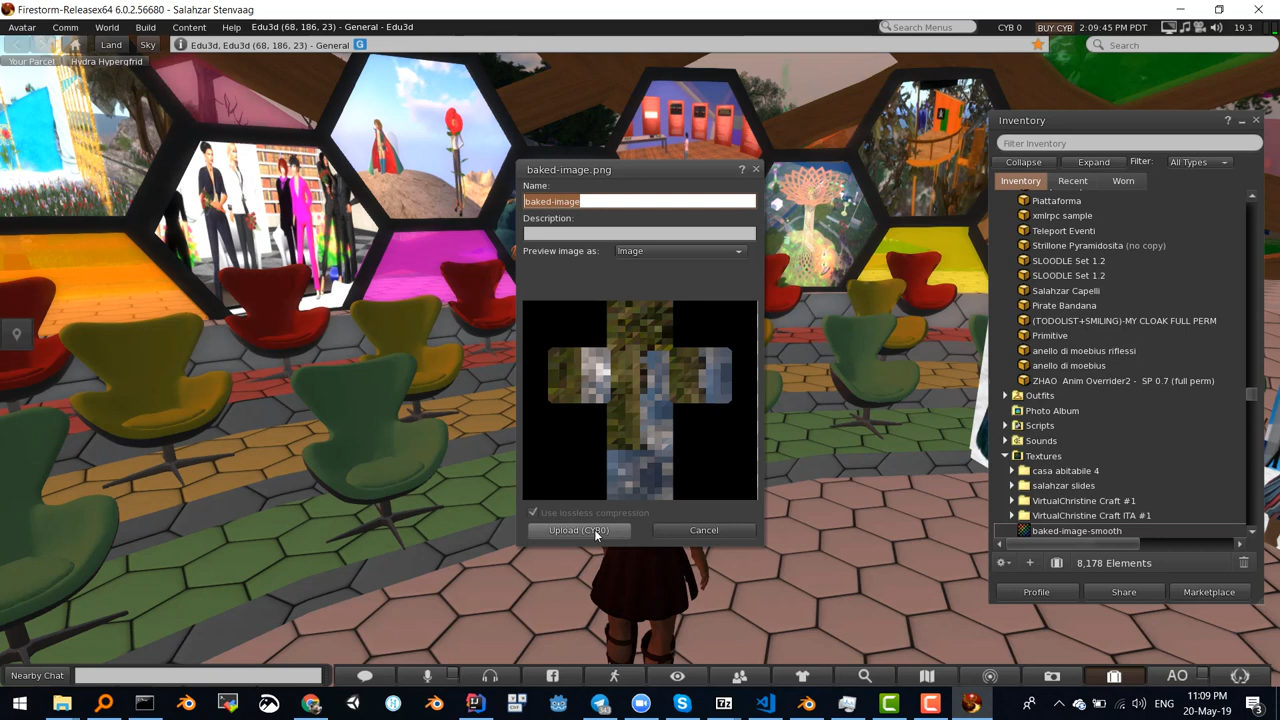 Firestorm-Releasex64 6.0.2.56680 - Salahzar Stenvaag
Avatar Comm World Build Content Help Edu3d (68, 186, 23) - General - Edu3d
Search Menus CYB 0 BUY CYB 2:09:45 PM PDT 19.3
Land Sky Edu3d, Edu3d (68, 186, 23) - General G Search
Your Parcel Hydra Hypergfrid
Inventory
Filter Inventory
Collapse Expand Filter: All Types
Inventory Recent Worn
Piattaforma
xmlrpc sample
Teleport Eventi
Strillone Pyramidosita (no copy)
SLOODLE Set 1.2
SLOODLE Set 1.2
Salahzar Capelli
Pirate Bandana
(TODOLIST+SMILING)-MY CLOAK FULL PERM
Primitive
anello di moebius riflessi
anello di moebius
ZHAO Anim Overrider2 - SP 0.7 (full perm)
Outfits
Photo Album
Scripts
Sounds
Textures
casa abitabile 4
salahzar slides
VirtualChristine Craft #1
VirtualChristine Craft ITA #1
baked-image-smooth
8,178 Elements
Profile Share Marketplace
baked-image.png
Name:
baked-image
Description:
Preview image as: Image
Use lossless compression
Upload (CYB0) Cancel
Nearby Chat AO
ENG 11:09 PM
20-May-19